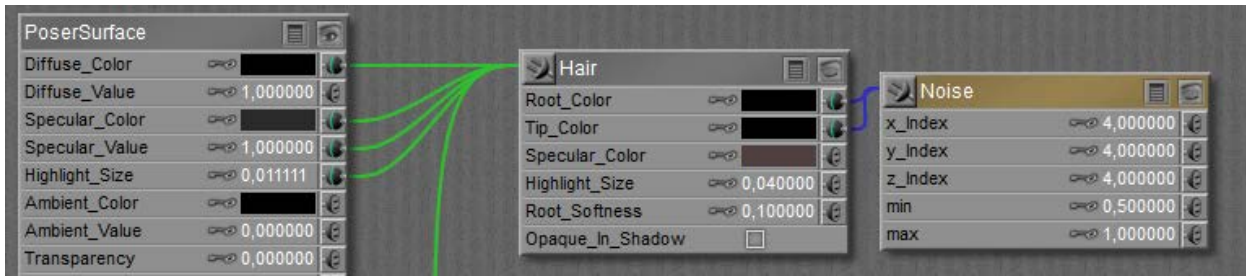 PoserSurface
Diffuse_Color
Diffuse_Value 1,000000
Specular_Color
Specular_Value 1,000000
Highlight_Size 0,011111
Ambient_Color
Ambient_Value 0,000000
Transparency 0,000000
Hair
Root_Color
Tip_Color
Specular_Color
Highlight_Size 0,040000
Root_Softness 0,100000
Opaque_In_Shadow
Noise
x_Index 4,000000
y_Index 4,000000
z_Index 4,000000
min 0,500000
max 1,000000